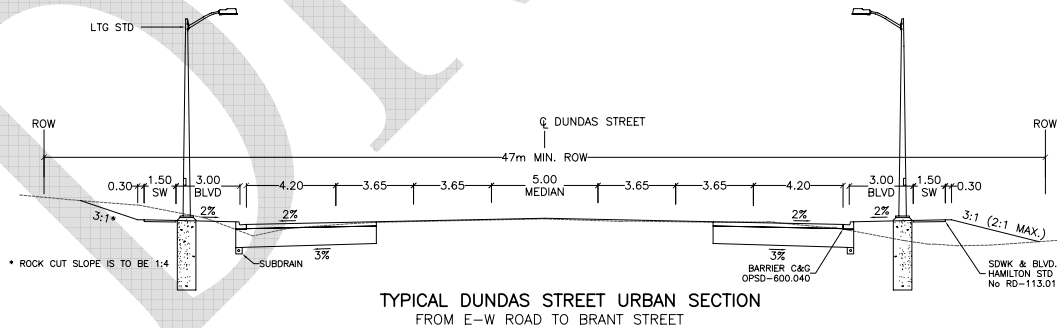 LTG STD
ROW
℄ DUNDAS STREET
ROW
47m MIN. ROW
0.30
1.50
SW
3.00
BLVD
4.20
3.65
3.65
5.00
MEDIAN
3.65
3.65
4.20
3.00
BLVD
1.50
SW
0.30
3:1*
2%
2%
2%
2%
3:1 (2:1 MAX.)
3%
3%
* ROCK CUT SLOPE IS TO BE 1:4
SUBDRAIN
BARRIER C&G
OPSD-600.040
SDWK & BLVD.
HAMILTON STD
No RD-113.01
TYPICAL DUNDAS STREET URBAN SECTION
FROM E-W ROAD TO BRANT STREET